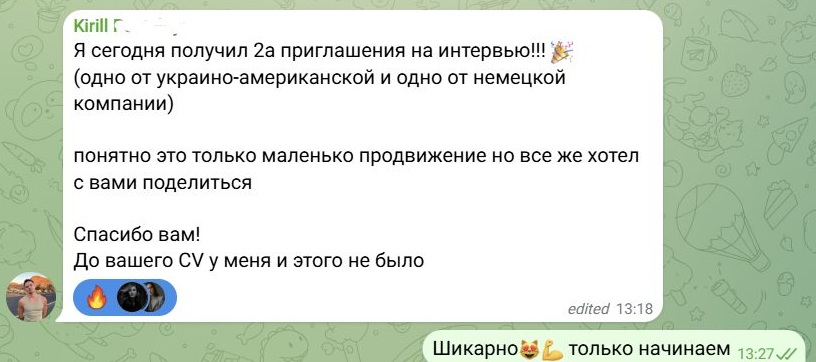 Kirill
Я сегодня получил 2а приглашения на интервью!!! 🎉
(одно от украино-американской и одно от немецкой
компании)
понятно это только маленько продвижение но все же хотел
с вами поделиться
Спасибо вам!
До вашего CV у меня и этого не было
🔥
edited 13:18
Шикарно😻💪 только начинаем 13:27